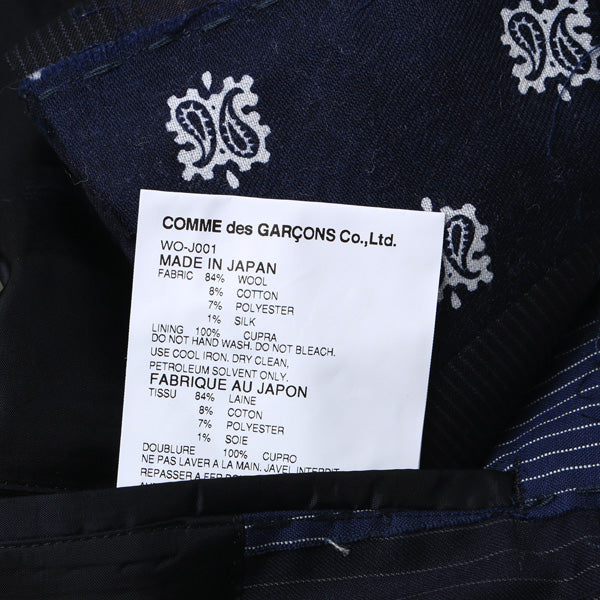 COMME des GARÇONS Co.,Ltd.
WO-J001
MADE IN JAPAN
FABRIC 84% WOOL
8% COTTON
7% POLYESTER
1% SILK
LINING 100% CUPRA
DO NOT HAND WASH. DO NOT BLEACH.
USE COOL IRON. DRY CLEAN,
PETROLEUM SOLVENT ONLY.
FABRIQUE AU JAPON
TISSU 84% LAINE
8% COTON
7% POLYESTER
1% SOIE
DOUBLURE 100% CUPRO
NE PAS LAVER A LA MAIN. JAVEL INTERDIT
REPASSER A FER